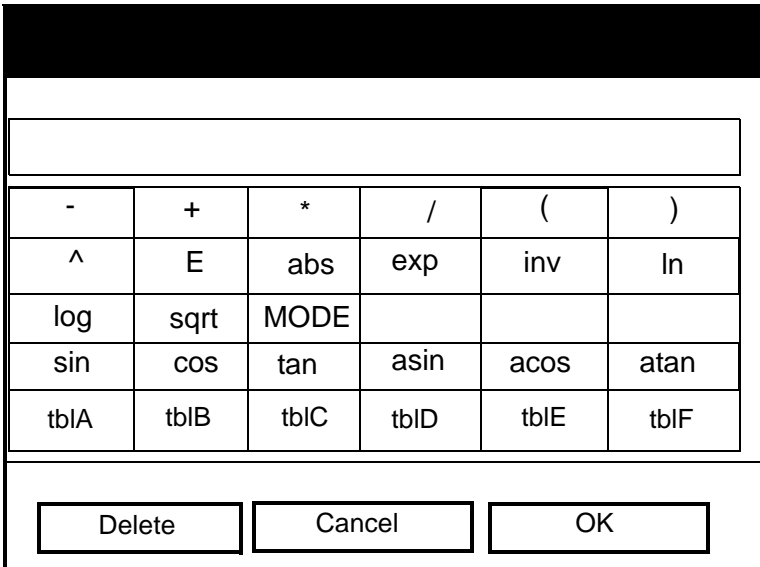 - + * / ( )
^ E abs exp inv ln
log sqrt MODE
sin cos tan asin acos atan
tblA tblB tblC tblD tblE tblF
Delete Cancel OK